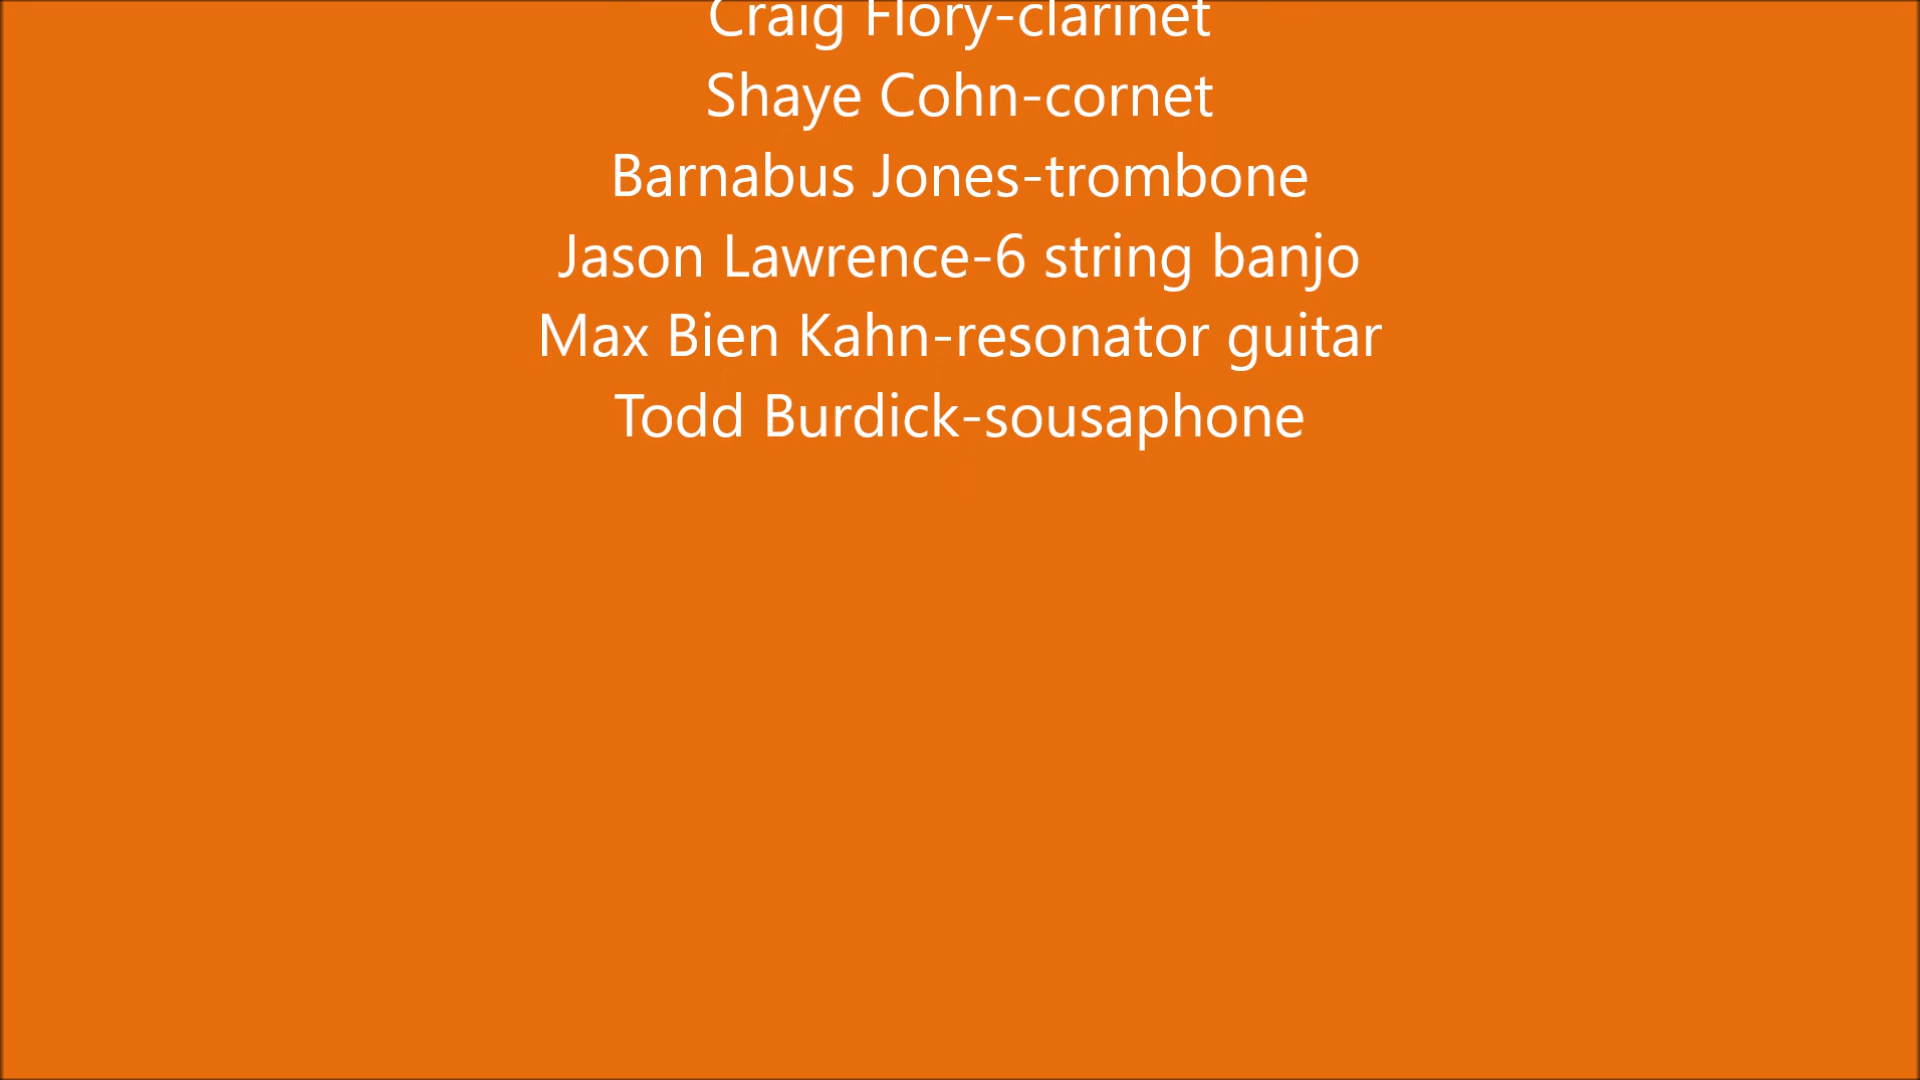 Craig Flory-clarinet
Shaye Cohn-cornet
Barnabus Jones-trombone
Jason Lawrence-6 string banjo
Max Bien Kahn-resonator guitar
Todd Burdick-sousaphone